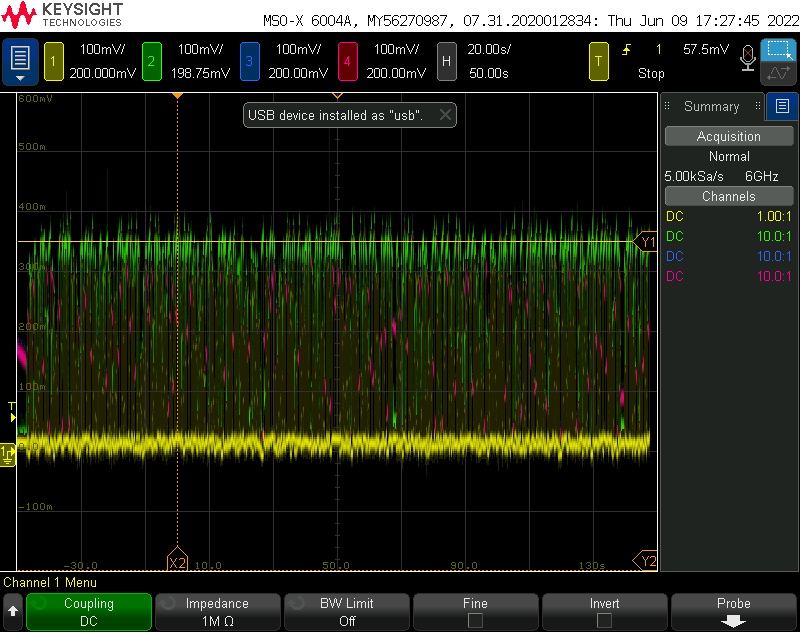 KEYSIGHT
TECHNOLOGIES
MSO-X 6004A, MY56270987, 07.31.2020012834: Thu Jun 09 17:27:45 2022
1 100mV/ 2 100mV/ 3 100mV/ 4 100mV/ H 20.00s/ T 1 57.5mV
200.000mV 198.75mV 200.00mV 200.00mV 50.00s Stop
USB device installed as "usb".
600mV
500m
400m
Y1
300m
200m
100m
T
1
0.0
-100m
-30.0 X2 10.0 50.0 90.0 130s Y2
Summary
Acquisition
Normal
5.00kSa/s 6GHz
Channels
DC 1.00:1
DC 10.0:1
DC 10.0:1
DC 10.0:1
Channel 1 Menu
Coupling Impedance BW Limit Fine Invert Probe
DC 1M Ω Off